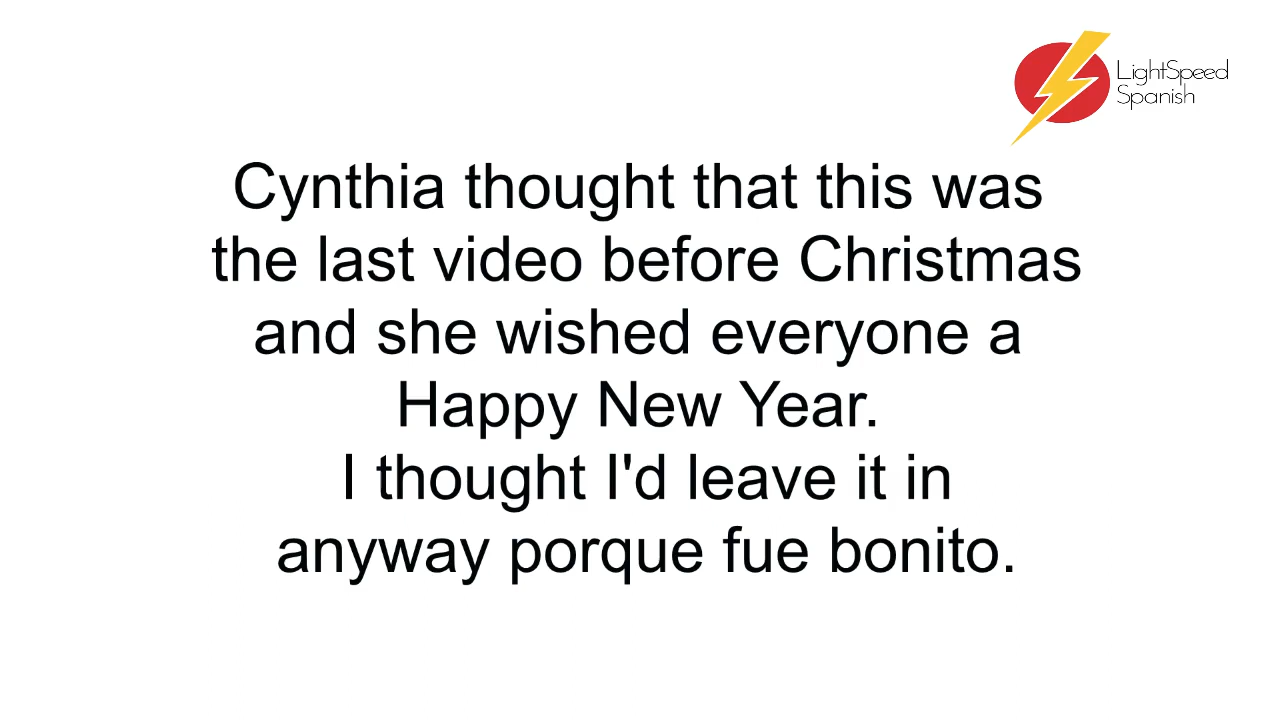 LightSpeed
Spanish
Cynthia thought that this was
the last video before Christmas
and she wished everyone a
Happy New Year.
I thought I'd leave it in
anyway porque fue bonito.